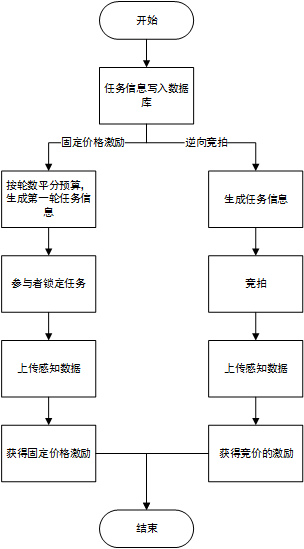 开始
任务信息写入数据
库
固定价格激励
逆向竞拍
按轮数平分预算,
生成第一轮任务信
息
生成任务信息
参与者锁定任务
竞拍
上传感知数据
上传感知数据
获得固定价格激励
获得竞价的激励
结束